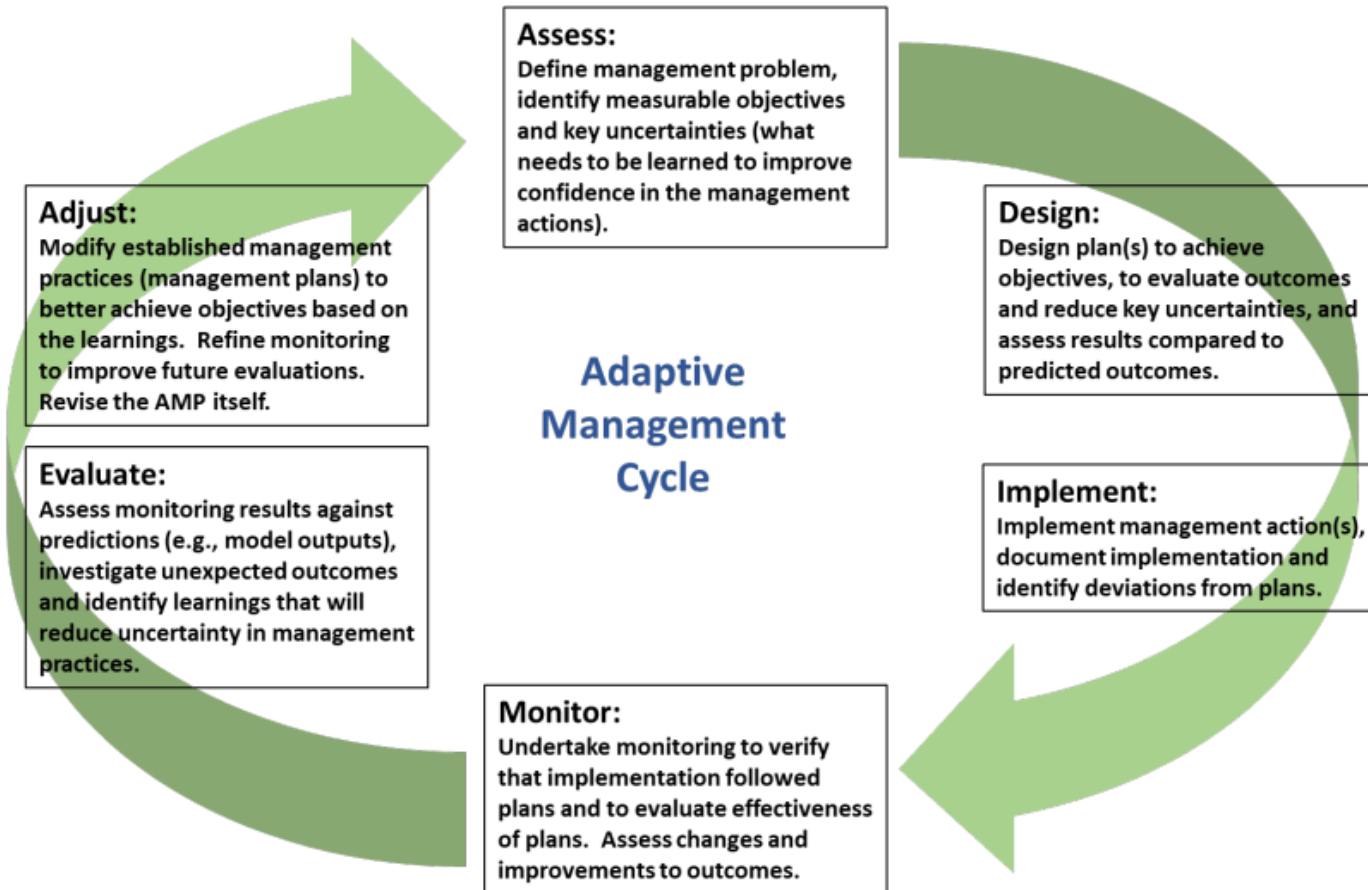 Assess:
Define management problem,
identify measurable objectives
and key uncertainties (what
needs to be learned to improve
confidence in the management
actions).
Design:
Design plan(s) to achieve
objectives, to evaluate outcomes
and reduce key uncertainties, and
assess results compared to
predicted outcomes.
Implement:
Implement management action(s),
document implementation and
identify deviations from plans.
Monitor:
Undertake monitoring to verify
that implementation followed
plans and to evaluate effectiveness
of plans.  Assess changes and
improvements to outcomes.
Evaluate:
Assess monitoring results against
predictions (e.g., model outputs),
investigate unexpected outcomes
and identify learnings that will
reduce uncertainty in management
practices.
Adjust:
Modify established management
practices (management plans) to
better achieve objectives based on
the learnings.  Refine monitoring
to improve future evaluations.
Revise the AMP itself.
Adaptive
Management
Cycle